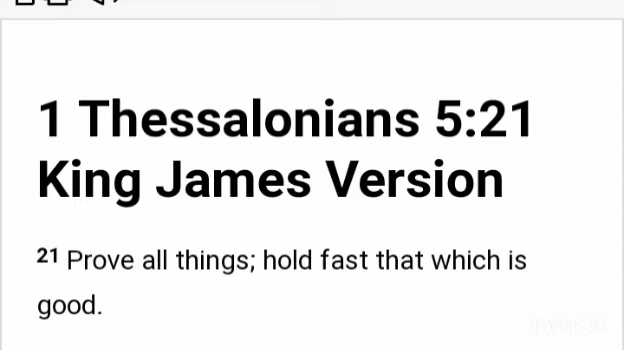 1 Thessalonians 5:21
King James Version
21 Prove all things; hold fast that which is
good.